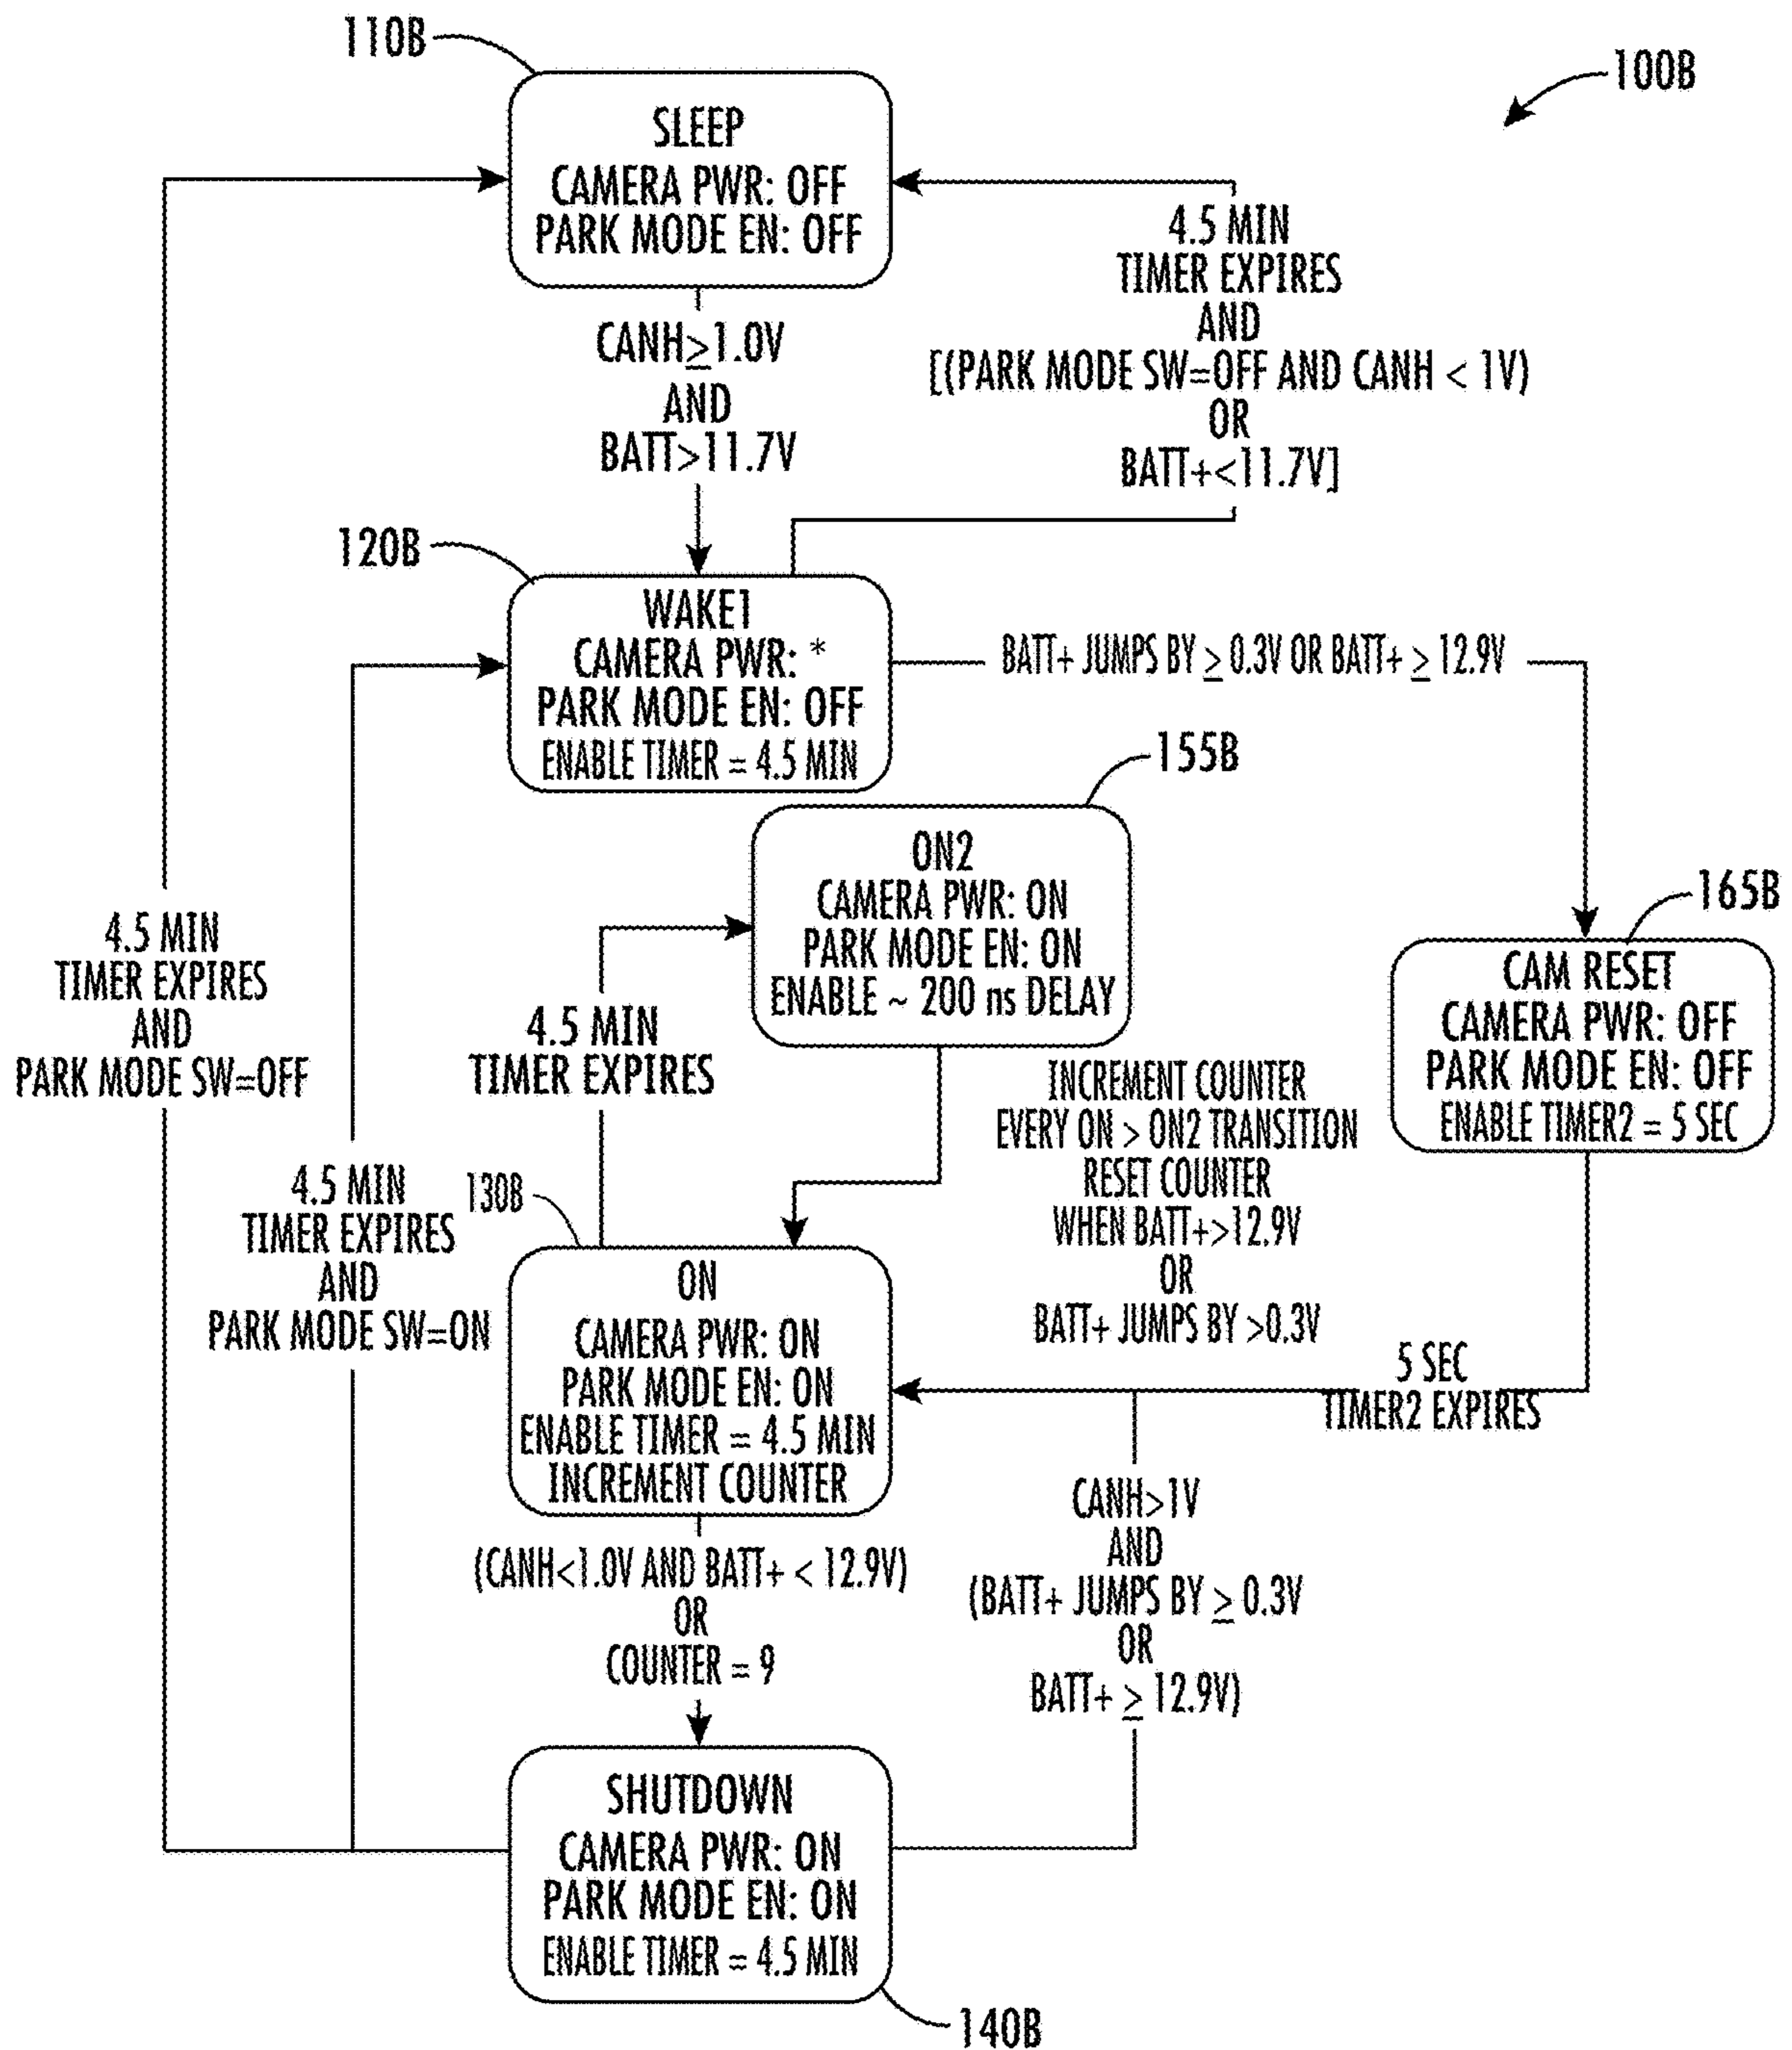 110B
100B
SLEEP
CAMERA PWR: OFF
PARK MODE EN: OFF
4.5 MIN
TIMER EXPIRES
AND
[(PARK MODE SW=OFF AND CANH < 1V)
OR
BATT+<11.7V]
CANH≥1.0V
AND
BATT>11.7V
120B
WAKE1
CAMERA PWR: *
PARK MODE EN: OFF
ENABLE TIMER = 4.5 MIN
BATT+ JUMPS BY ≥ 0.3V OR BATT+ ≥ 12.9V
155B
ON2
CAMERA PWR: ON
PARK MODE EN: ON
ENABLE ~ 200 ns DELAY
165B
CAM RESET
CAMERA PWR: OFF
PARK MODE EN: OFF
ENABLE TIMER2 = 5 SEC
4.5 MIN
TIMER EXPIRES
AND
PARK MODE SW=OFF
4.5 MIN
TIMER EXPIRES
INCREMENT COUNTER
EVERY ON > ON2 TRANSITION
RESET COUNTER
WHEN BATT+>12.9V
OR
BATT+ JUMPS BY >0.3V
4.5 MIN
TIMER EXPIRES
AND
PARK MODE SW=ON
130B
ON
CAMERA PWR: ON
PARK MODE EN: ON
ENABLE TIMER = 4.5 MIN
INCREMENT COUNTER
5 SEC
TIMER2 EXPIRES
(CANH<1.0V AND BATT+ < 12.9V)
OR
COUNTER = 9
CANH>1V
AND
(BATT+ JUMPS BY ≥ 0.3V
OR
BATT+ ≥ 12.9V)
SHUTDOWN
CAMERA PWR: ON
PARK MODE EN: ON
ENABLE TIMER = 4.5 MIN
140B